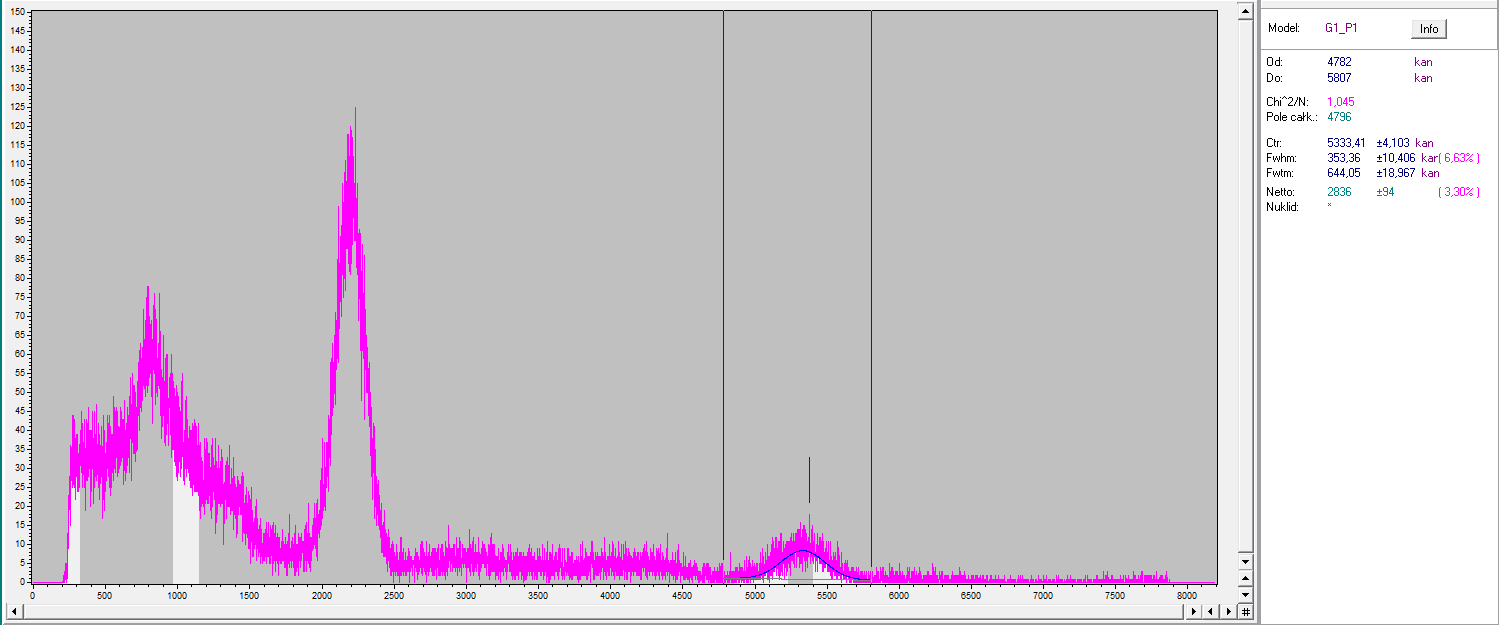 150
145
140
135
130
125
120
115
110
105
100
95
90
85
80
75
70
65
60
55
50
45
40
35
30
25
20
15
10
5
0
0 500 1000 1500 2000 2500 3000 3500 4000 4500 5000 5500 6000 6500 7000 7500 8000
Model: G1_P1 Info
Od: 4782 kan
Do: 5807 kan
Chi^2/N: 1,045
Pole całk.: 4796
Ctr: 5333,41 ±4,103 kan
Fwhm: 353,36 ±10,406 kar( 6,63% )
Fwtm: 644,05 ±18,967 kan
Netto: 2836 ±94 ( 3,30% )
Nuklid: *